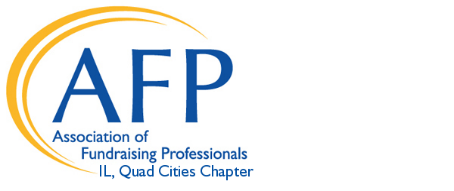 AFP
Association of
Fundraising Professionals
IL, Quad Cities Chapter